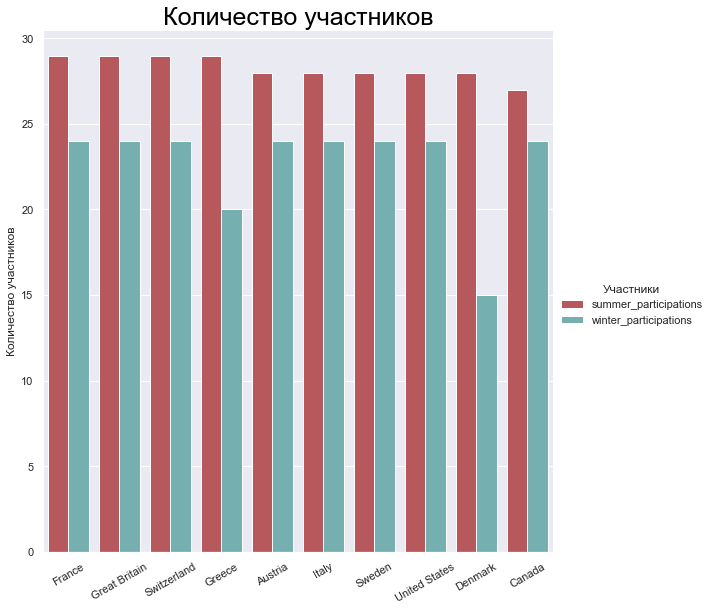 Количество участников
30
25
20
15
10
5
0
Количество участников
France
Great Britain
Switzerland
Greece
Austria
Italy
Sweden
United States
Denmark
Canada
Участники
summer_participations
winter_participations